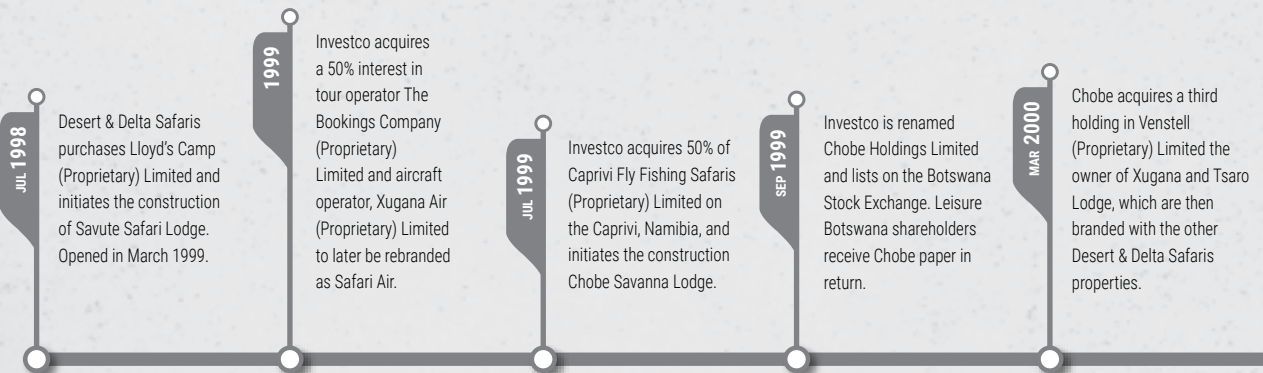 JUL 1998
Desert & Delta Safaris
purchases Lloyd's Camp
(Proprietary) Limited and
initiates the construction
of Savute Safari Lodge.
Opened in March 1999.
1999
Investco acquires
a 50% interest in
tour operator The
Bookings Company
(Proprietary)
Limited and aircraft
operator, Xugana Air
(Proprietary) Limited
to later be rebranded
as Safari Air.
JUL 1999
Investco acquires 50% of
Caprivi Fly Fishing Safaris
(Proprietary) Limited on
the Caprivi, Namibia, and
initiates the construction
Chobe Savanna Lodge.
SEP 1999
Investco is renamed
Chobe Holdings Limited
and lists on the Botswana
Stock Exchange. Leisure
Botswana shareholders
receive Chobe paper in
return.
MAR 2000
Chobe acquires a third
holding in Venstell
(Proprietary) Limited the
owner of Xugana and Tsaro
Lodge, which are then
branded with the other
Desert & Delta Safaris
properties.